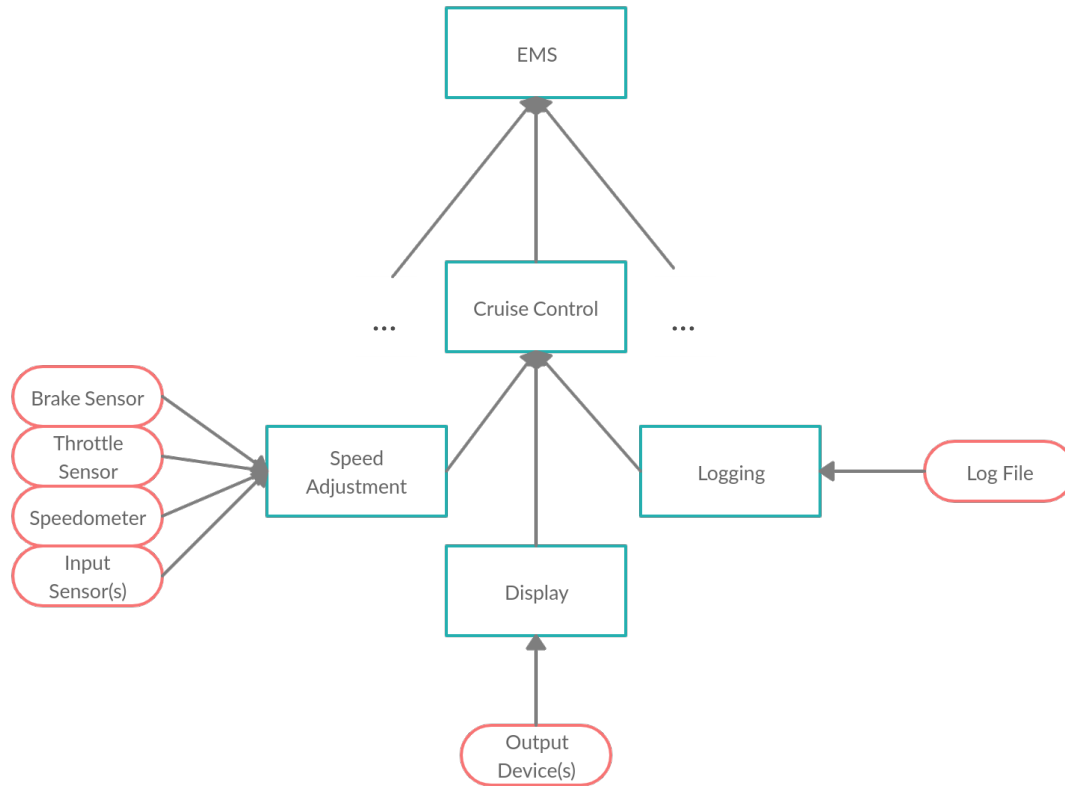 EMS
Cruise Control
...
...
Brake Sensor
Throttle
Sensor
Speedometer
Input
Sensor(s)
Speed
Adjustment
Logging
Log File
Display
Output
Device(s)